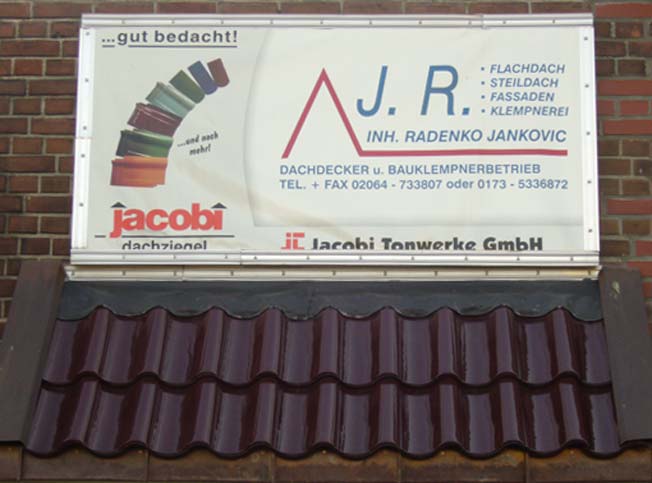 ...gut bedacht!
...und noch
mehr!
jacobi
dachziegel
J. R.
• FLACHDACH
• STEILDACH
• FASSADEN
• KLEMPNEREI
INH. RADENKO JANKOVIC
DACHDECKER u. BAUKLEMPNERBETRIEB
TEL. + FAX 02064 - 733807 oder 0173 - 5336872
Jacobi Tonwerke GmbH